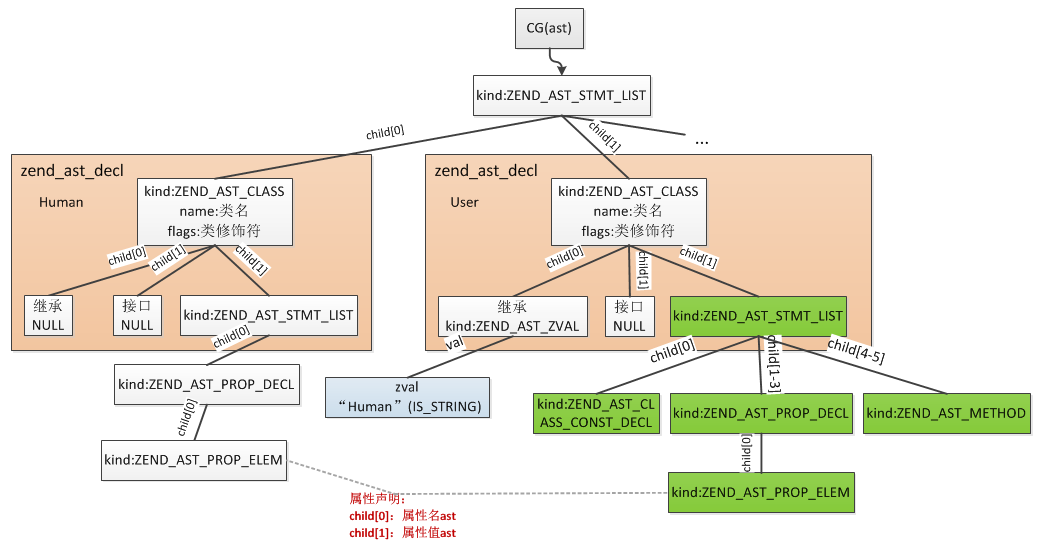 CG(ast)
kind:ZEND_AST_STMT_LIST
child[0]
child[1]
...
zend_ast_decl
Human
kind:ZEND_AST_CLASS
name:类名
flags:类修饰符
child[0]
child[1]
child[1]
继承
NULL
接口
NULL
kind:ZEND_AST_STMT_LIST
child[0]
kind:ZEND_AST_PROP_DECL
child[0]
kind:ZEND_AST_PROP_ELEM
zend_ast_decl
User
kind:ZEND_AST_CLASS
name:类名
flags:类修饰符
child[0]
child[1]
child[1]
继承
kind:ZEND_AST_ZVAL
接口
NULL
kind:ZEND_AST_STMT_LIST
val
zval
“Human”(IS_STRING)
child[0]
child[1-3]
child[4-5]
kind:ZEND_AST_CL
ASS_CONST_DECL
kind:ZEND_AST_PROP_DECL
kind:ZEND_AST_METHOD
child[0]
kind:ZEND_AST_PROP_ELEM
属性声明：
child[0]：属性名ast
child[1]：属性值ast